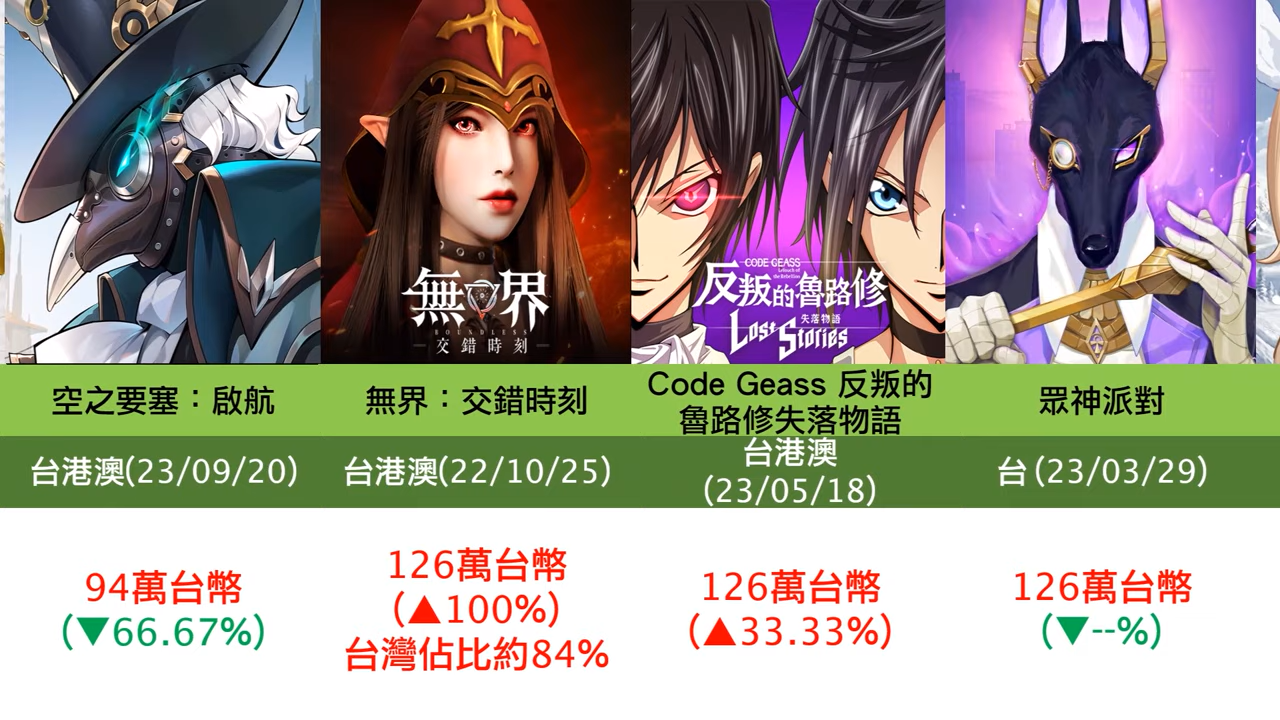 無界
BOUNDLESS
交錯時刻
CODE GEASS
Lelouch of
the Rebellion
反叛的魯路修
失落物語
Lost Stories
空之要塞：啟航
無界：交錯時刻
Code Geass 反叛的
魯路修失落物語
眾神派對
台港澳(23/09/20)
台港澳(22/10/25)
台港澳
(23/05/18)
台(23/03/29)
94萬台幣
(▼66.67%)
126萬台幣
(▲100%)
台灣佔比約84%
126萬台幣
(▲33.33%)
126萬台幣
(▼--%)